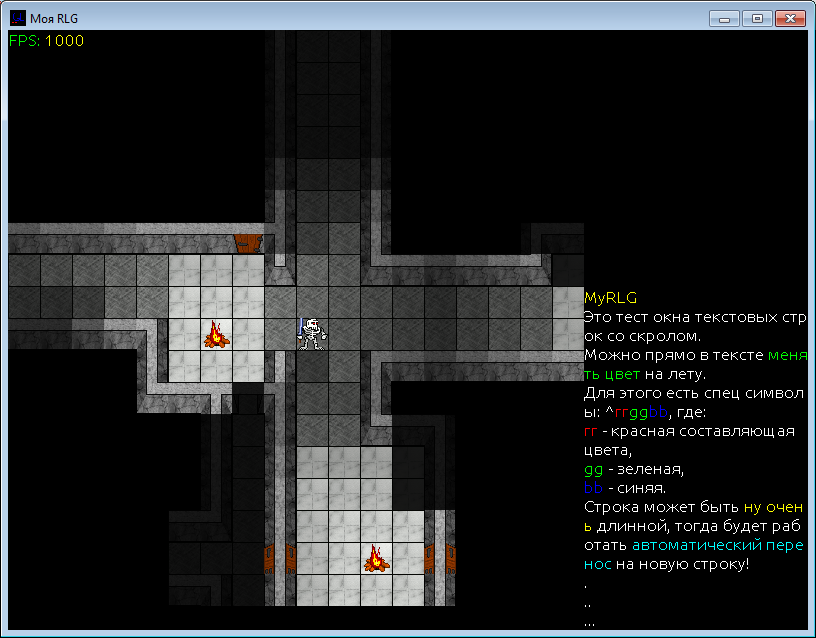 Моя RLG
FPS: 1000
MyRLG
Это тест окна текстовых стр
ок со скролом.
Можно прямо в тексте меня
ть цвет на лету.
Для этого есть спец символ
ы: ^rrggbb, где:
rr - красная составляющая
цвета,
gg - зеленая,
bb - синяя.
Строка может быть ну очен
ь длинной, тогда будет раб
отать автоматический пере
нос на новую строку!
.
..
...